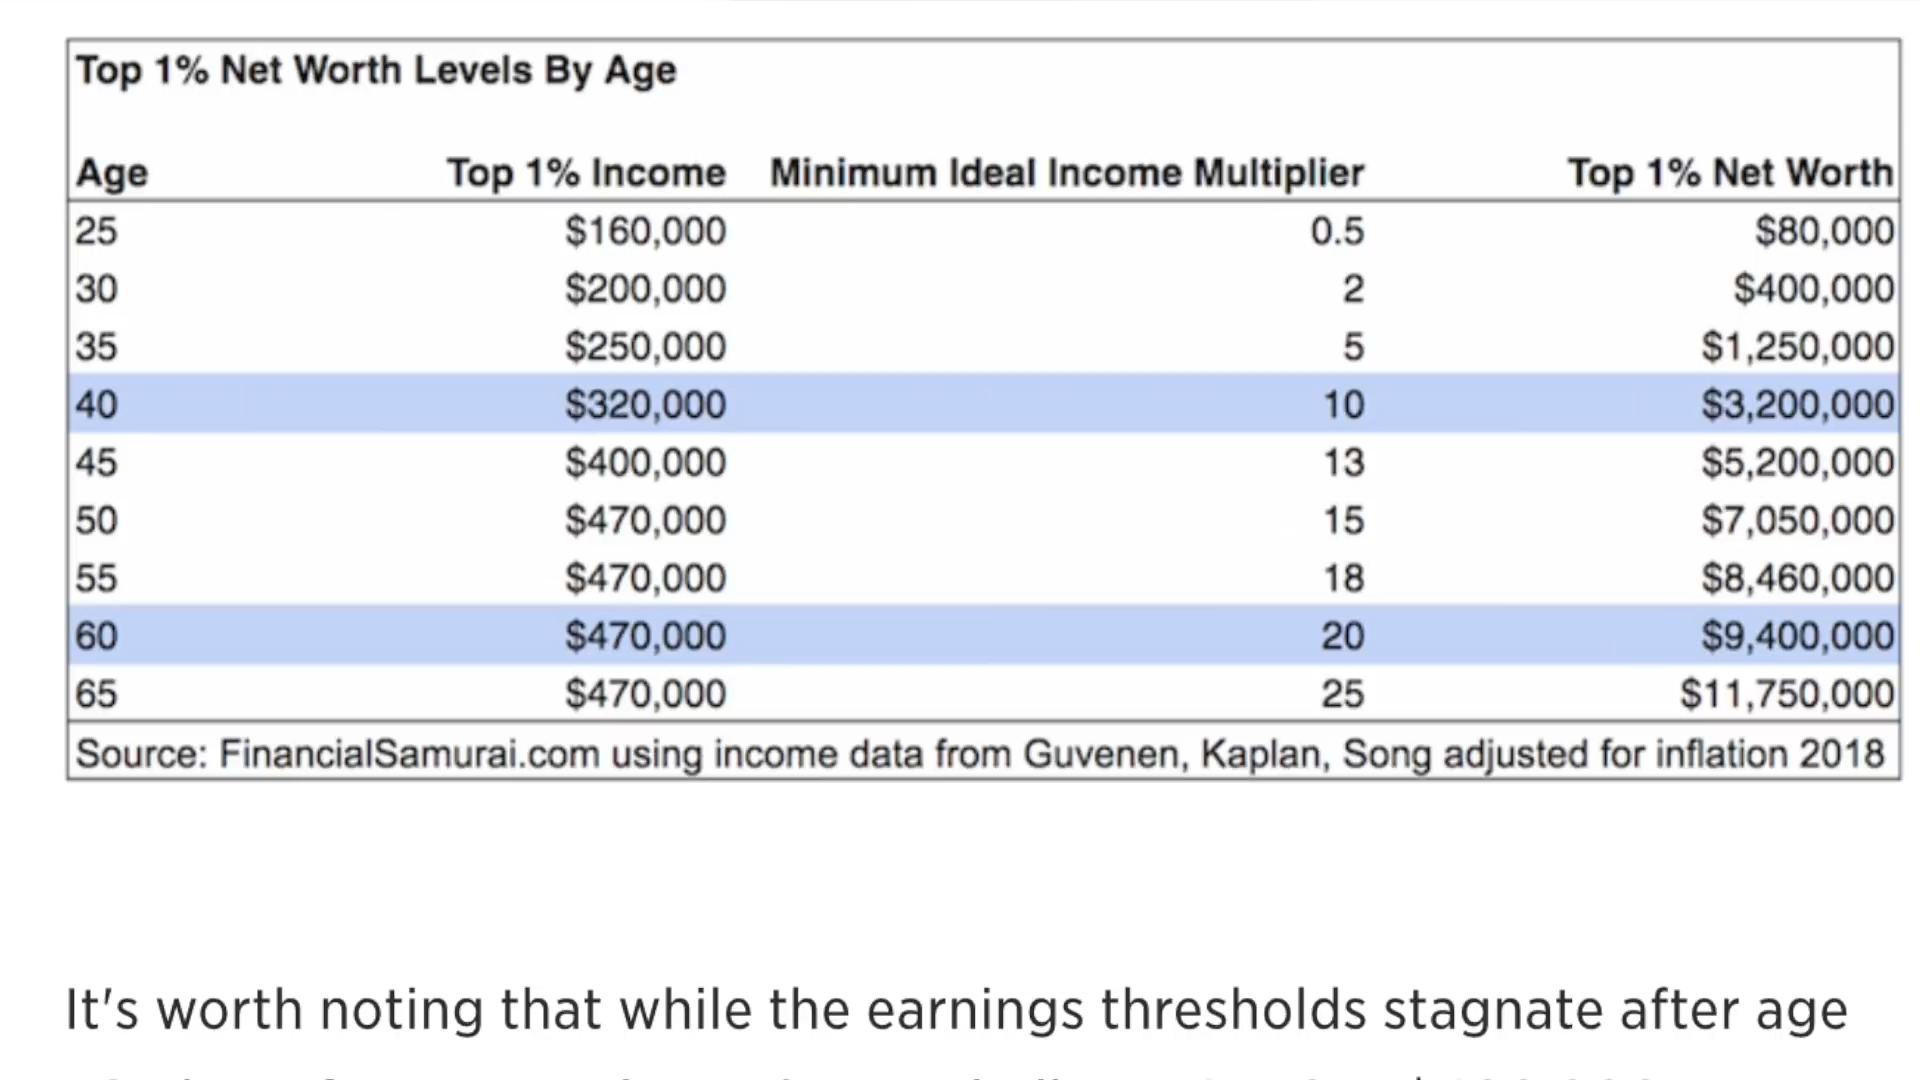 Top 1% Net Worth Levels By Age
Age Top 1% Income Minimum Ideal Income Multiplier Top 1% Net Worth
25 $160,000 0.5 $80,000
30 $200,000 2 $400,000
35 $250,000 5 $1,250,000
40 $320,000 10 $3,200,000
45 $400,000 13 $5,200,000
50 $470,000 15 $7,050,000
55 $470,000 18 $8,460,000
60 $470,000 20 $9,400,000
65 $470,000 25 $11,750,000
Source: FinancialSamurai.com using income data from Guvenen, Kaplan, Song adjusted for inflation 2018
It's worth noting that while the earnings thresholds stagnate after age